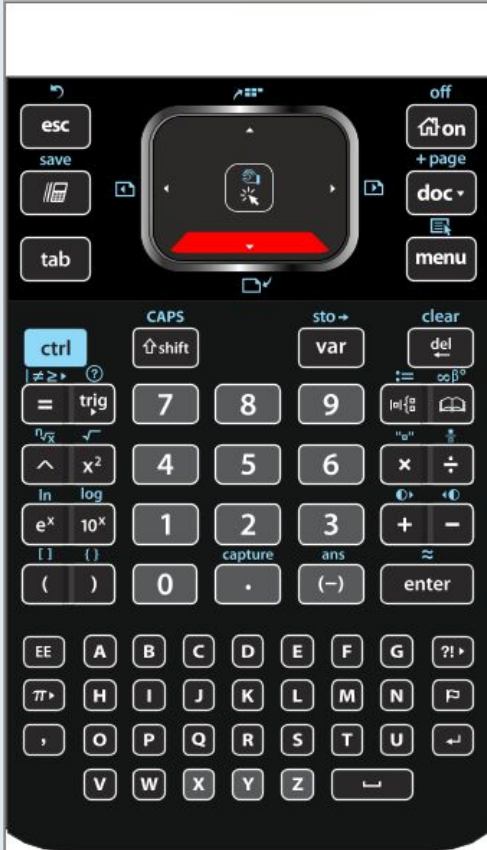 off
esc on
save + page
doc
tab menu
CAPS sto→ clear
ctrl ⇧shift var del
|≠≥▸ ? := ∞β°
= trig 7 8 9 |□|{
ⁿ√x √ "□"
^ x² 4 5 6 × ÷
ln log
eˣ 10ˣ 1 2 3 + −
[ ] { } capture ans ≈
( ) 0 . (−) enter
EE A B C D E F G ?!▸
π▸ H I J K L M N
, O P Q R S T U ↵
V W X Y Z